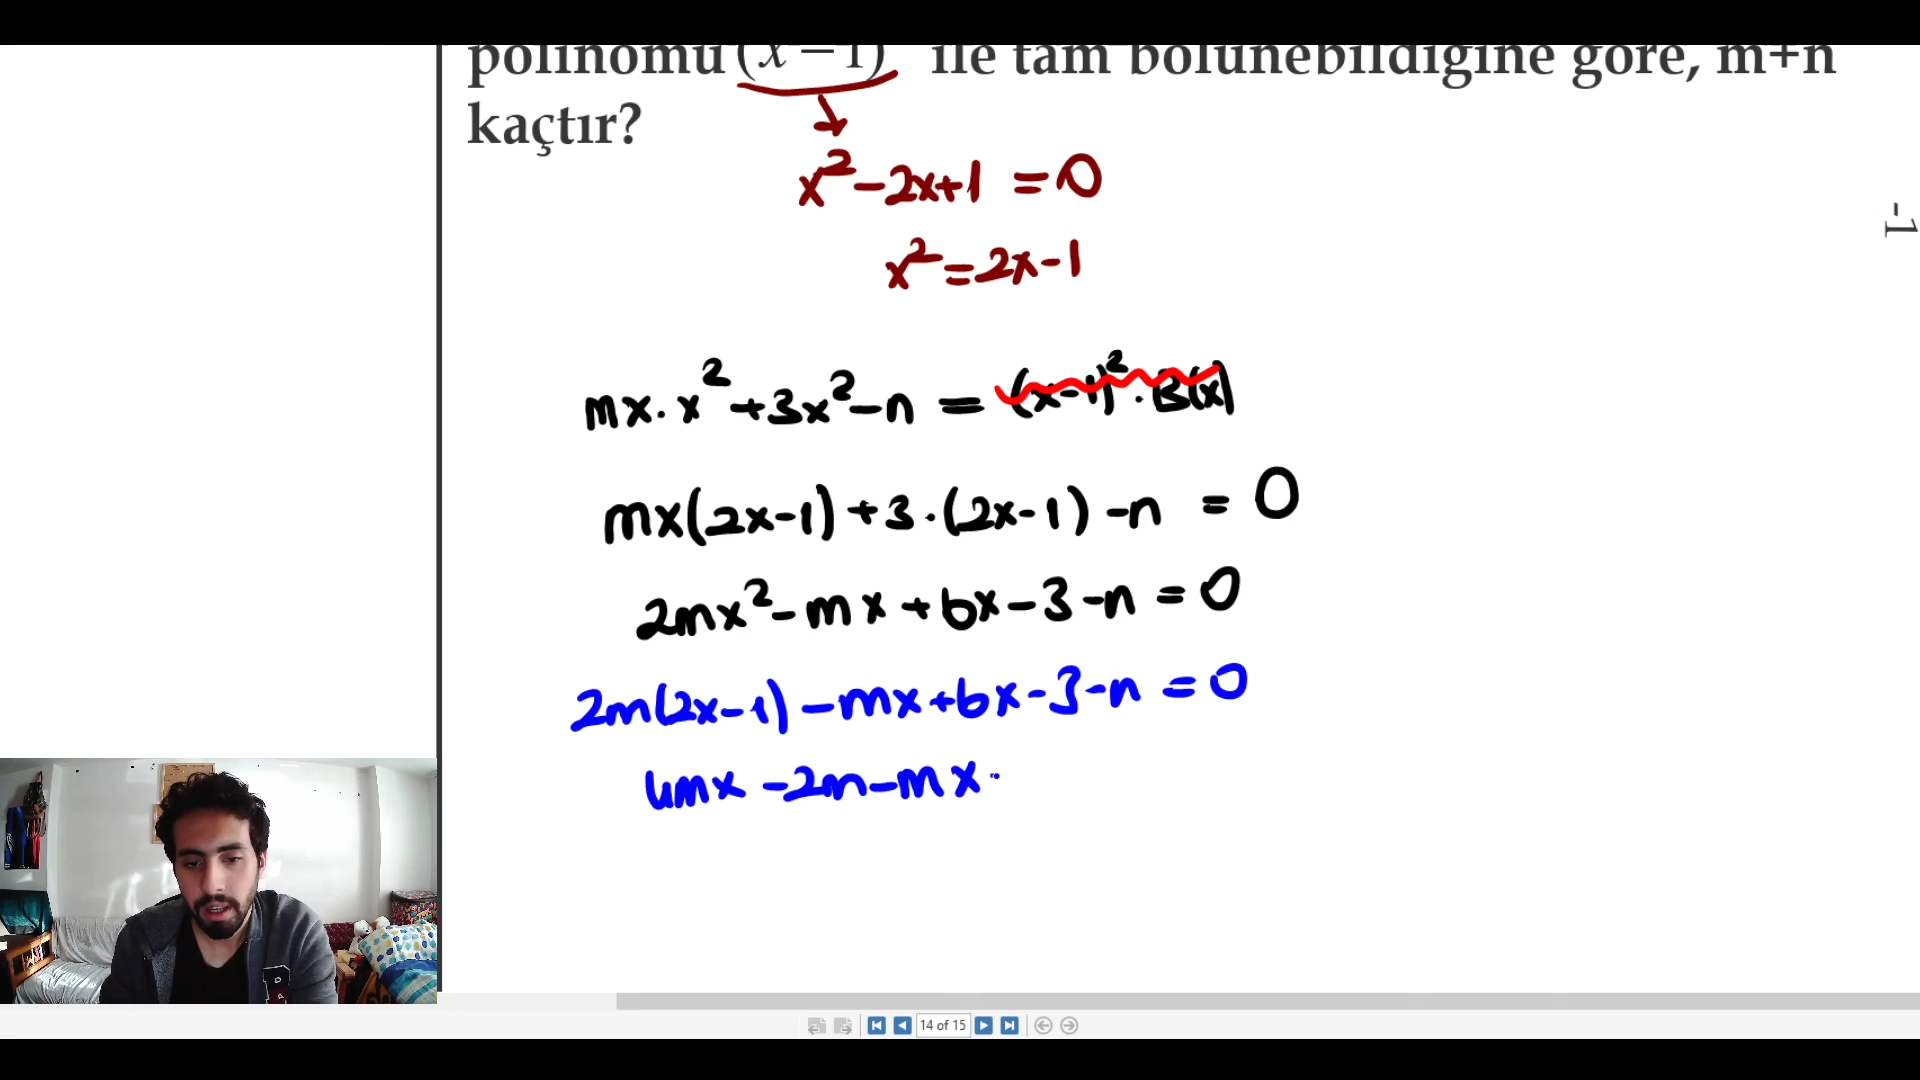 polinomu (x − 1) ile tam bölünebildiğine göre, m+n
kaçtır?
x² − 2x + 1 = 0
x² = 2x − 1
-1
mx · x² + 3x² − n = (x−1)² · B(x)
mx(2x−1) + 3·(2x−1) − n = 0
2mx² − mx + 6x − 3 − n = 0
2m(2x−1) − mx + 6x − 3 − n = 0
4mx − 2m − mx
14 of 15